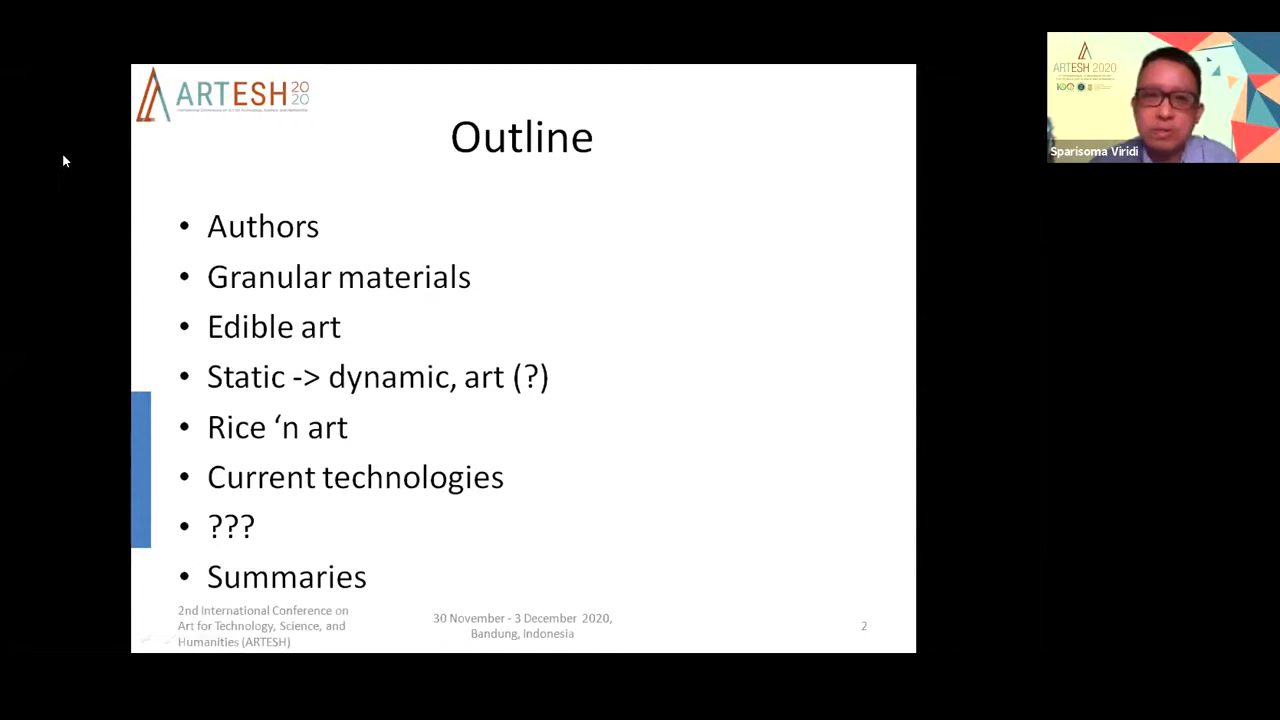 ARTESH 20
20
Outline
• Authors
• Granular materials
• Edible art
• Static -> dynamic, art (?)
• Rice ‘n art
• Current technologies
• ???
• Summaries
2nd International Conference on
Art for Technology, Science, and
Humanities (ARTESH)
30 November - 3 December 2020,
Bandung, Indonesia
2
ARTESH 2020
Sparisoma Viridi